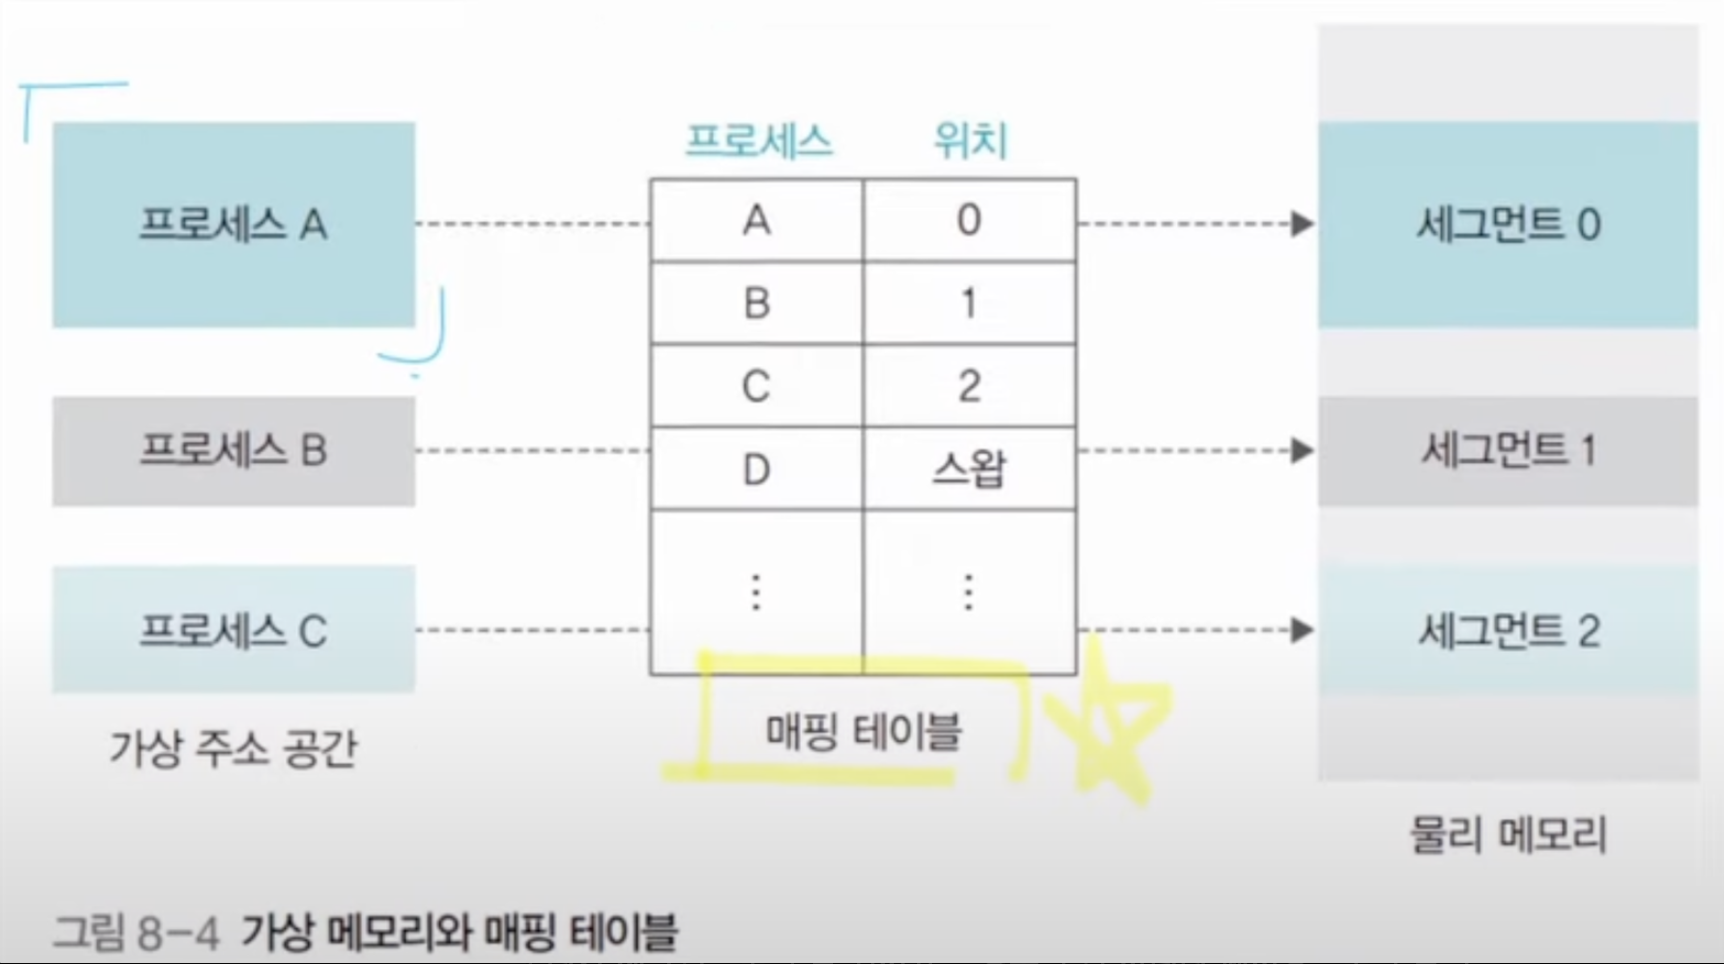 프로세스 위치
프로세스 A
A 0
세그먼트 0
B 1
C 2
프로세스 B
D 스왑
세그먼트 1
⋮ ⋮
프로세스 C
세그먼트 2
가상 주소 공간
매핑 테이블
물리 메모리
그림 8-4 가상 메모리와 매핑 테이블